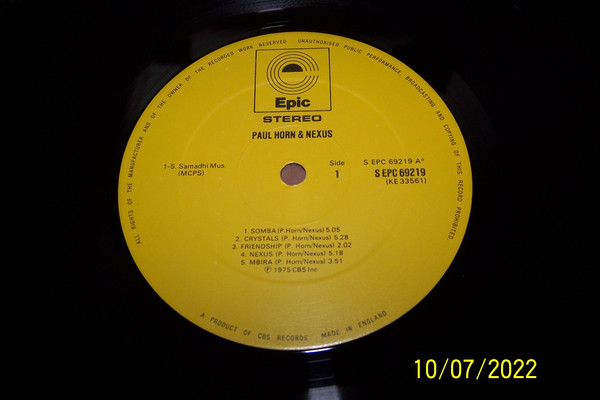 ALL RIGHTS OF THE MANUFACTURER AND OF THE OWNER OF THE RECORDED WORK RESERVED UNAUTHORISED PUBLIC PERFORMANCE, BROADCASTING AND COPYING OF THIS RECORD PROHIBITED
Epic
STEREO
PAUL HORN & NEXUS
1-5. Samadhi Mus.
(MCPS)
Side
1
S EPC 69219 A*
S EPC 69219
(KE 33561)
1. SOMBA (P. Horn/Nexus) 5.05
2. CRYSTALS (P. Horn/Nexus) 5.28
3. FRIENDSHIP (P. Horn/Nexus) 2.02
4. NEXUS (P. Horn/Nexus) 5.18
5. MBIRA (P. Horn/Nexus) 3.51
℗ 1975 CBS Inc.
A PRODUCT OF CBS RECORDS MADE IN ENGLAND
10/07/2022